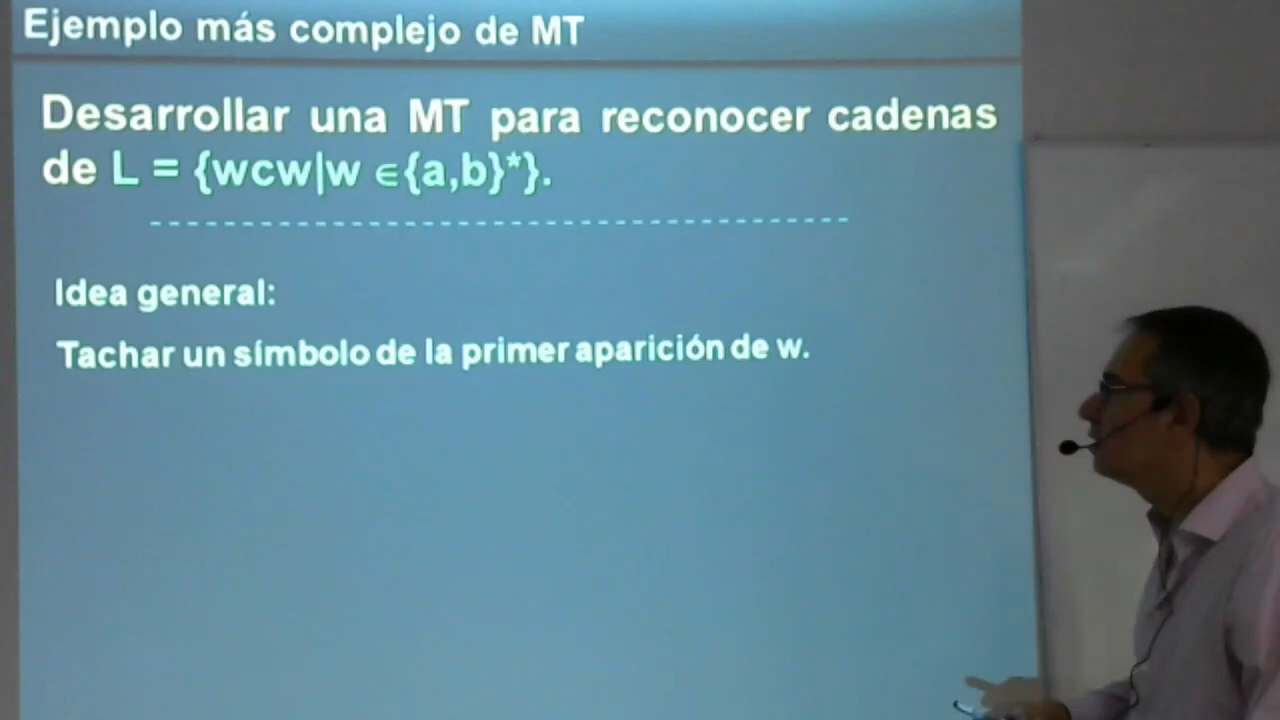 Ejemplo más complejo de MT
Desarrollar una MT para reconocer cadenas
de L = {wcw|w ∈{a,b}*}.
Idea general:
Tachar un símbolo de la primer aparición de w.